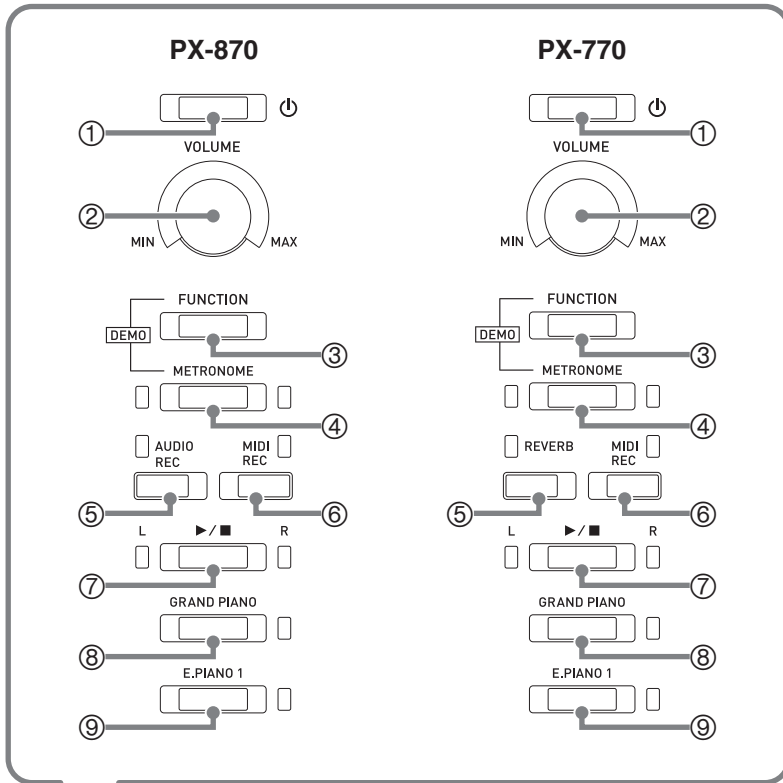 PX-870
①
VOLUME
②
MIN
MAX
FUNCTION
DEMO
③
METRONOME
④
AUDIO
REC
MIDI
REC
⑤
⑥
L
▶/■
R
⑦
GRAND PIANO
⑧
E.PIANO 1
⑨
PX-770
①
VOLUME
②
MIN
MAX
FUNCTION
DEMO
③
METRONOME
④
REVERB
MIDI
REC
⑤
⑥
L
▶/■
R
⑦
GRAND PIANO
⑧
E.PIANO 1
⑨